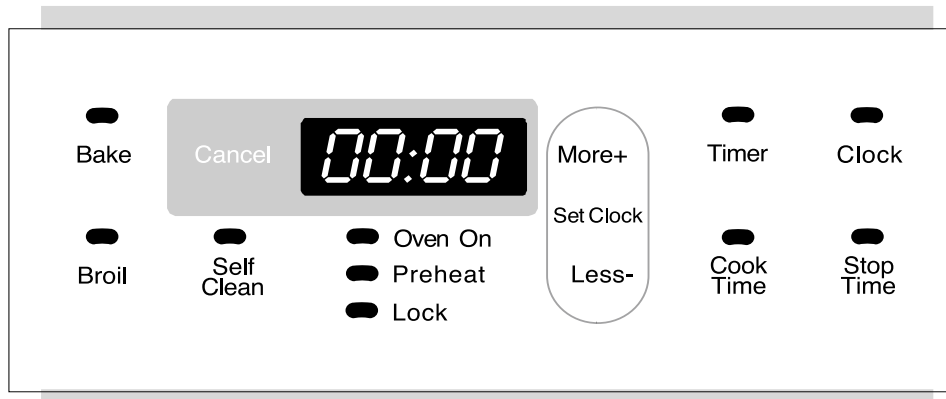 Bake
Cancel
00:00
More+
Timer
Clock
Set Clock
Broil
Self
Clean
Oven On
Preheat
Lock
Less-
Cook
Time
Stop
Time